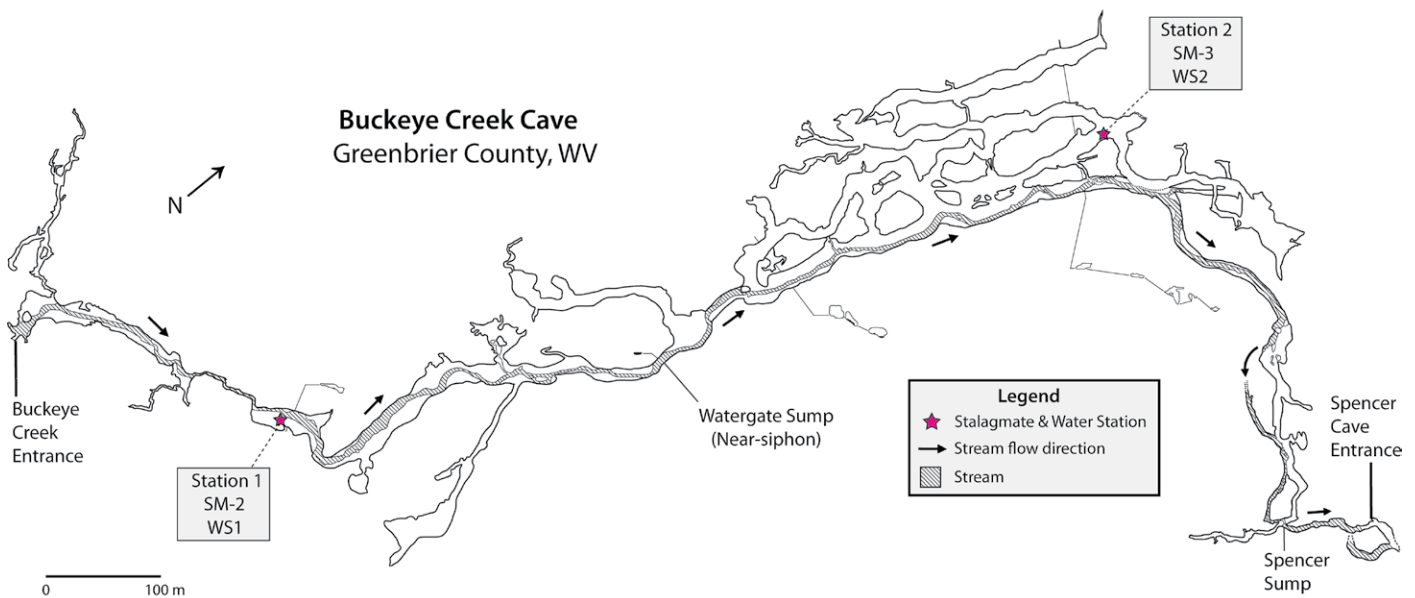 Buckeye Creek Cave
Greenbrier County, WV
N
Station 2
SM-3
WS2
Buckeye
Creek
Entrance
Station 1
SM-2
WS1
Watergate Sump
(Near-siphon)
Legend
Stalagmate & Water Station
Stream flow direction
Stream
Spencer
Cave
Entrance
Spencer
Sump
0 100 m